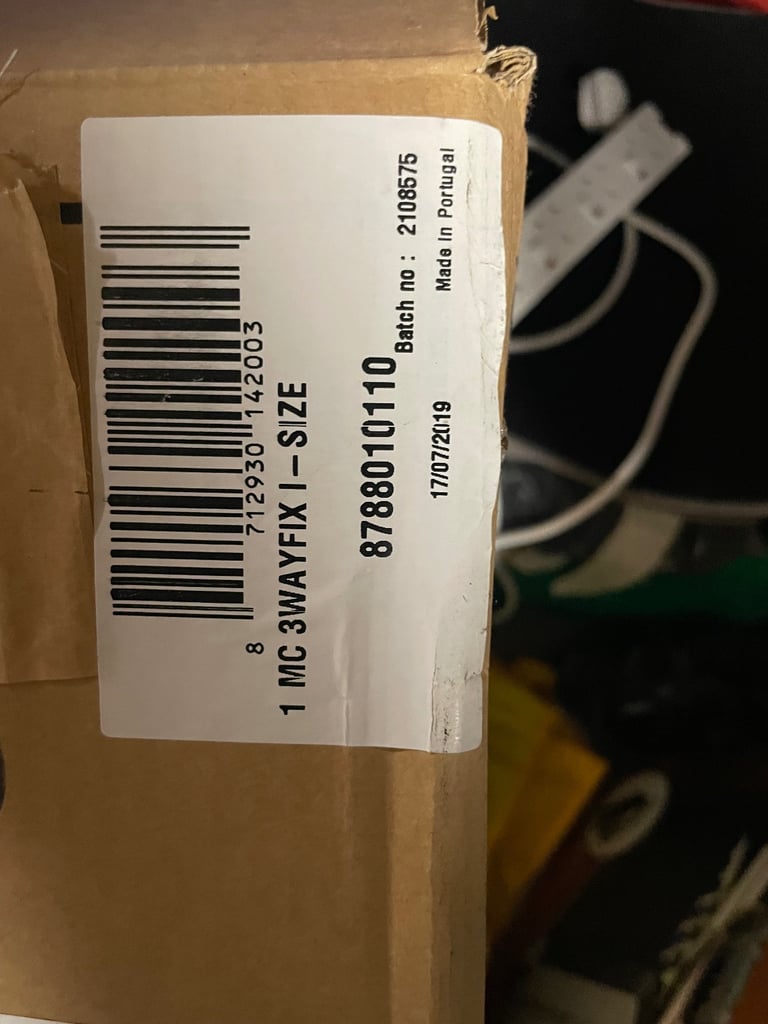 8 712930 142003
1 MC 3WAYFIX I-SIZE
8788010110
Batch no : 2108575
17/07/2019 Made In Portugal